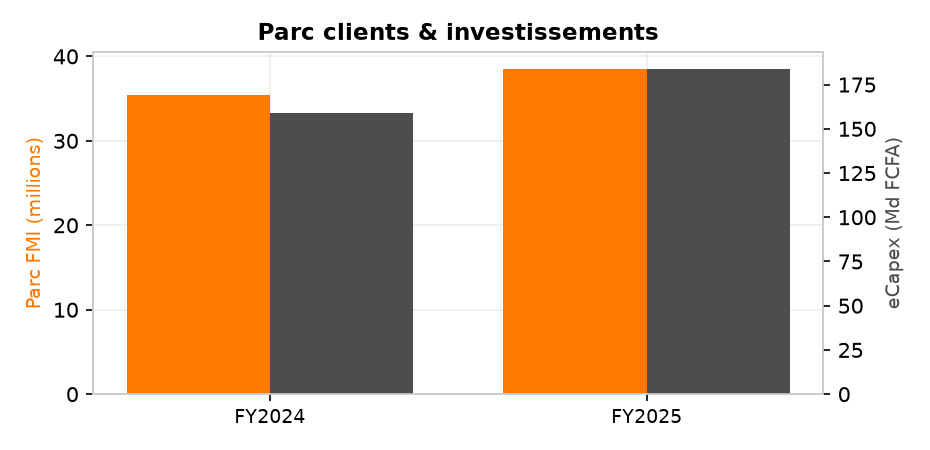 Parc clients & investissements
Parc FMI (millions)
40
30
20
10
0
175
150
125
100
75
50
25
0
eCapex (Md FCFA)
FY2024
FY2025